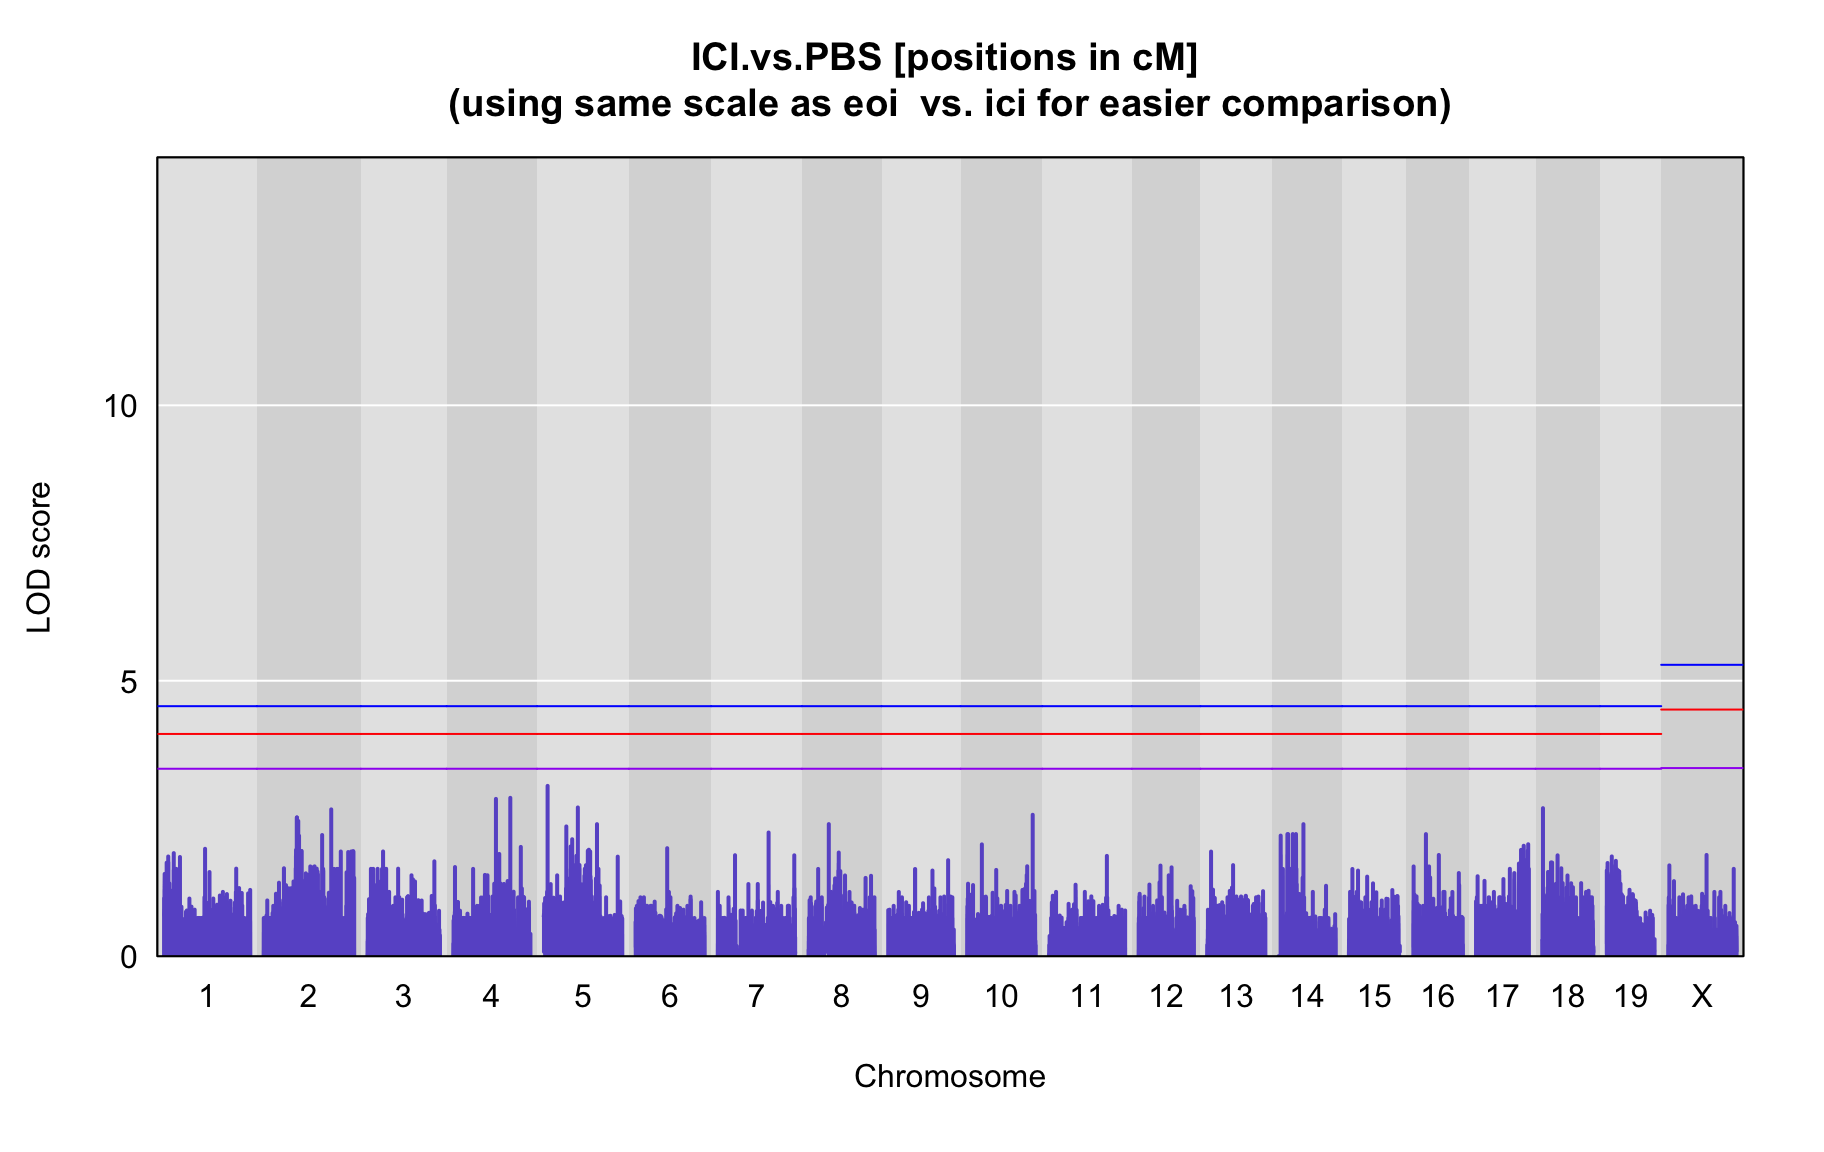 ICI.vs.PBS [positions in cM]
(using same scale as eoi  vs. ici for easier comparison)
10
5
0
LOD score
1 2 3 4 5 6 7 8 9 10 11 12 13 14 15 16 17 18 19 X
Chromosome